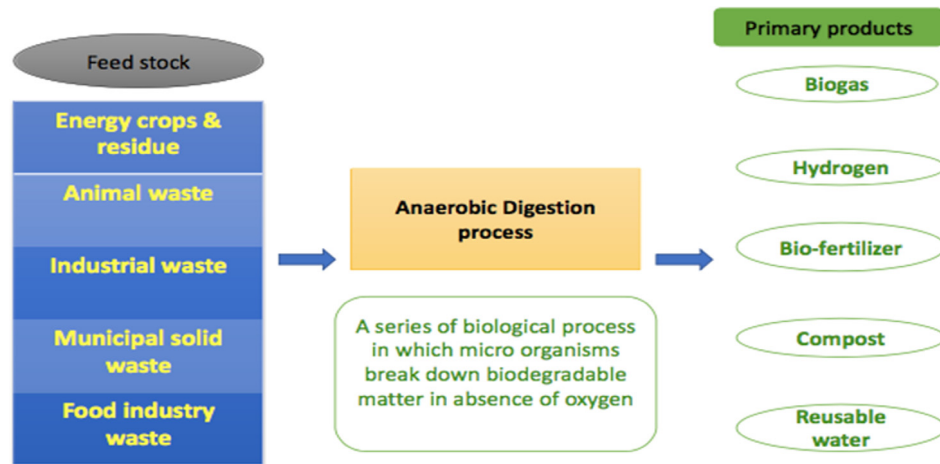 Feed stock
Energy crops &
residue
Animal waste
Industrial waste
Municipal solid
waste
Food industry
waste
Anaerobic Digestion
process
A series of biological process
in which micro organisms
break down biodegradable
matter in absence of oxygen
Primary products
Biogas
Hydrogen
Bio-fertilizer
Compost
Reusable
water